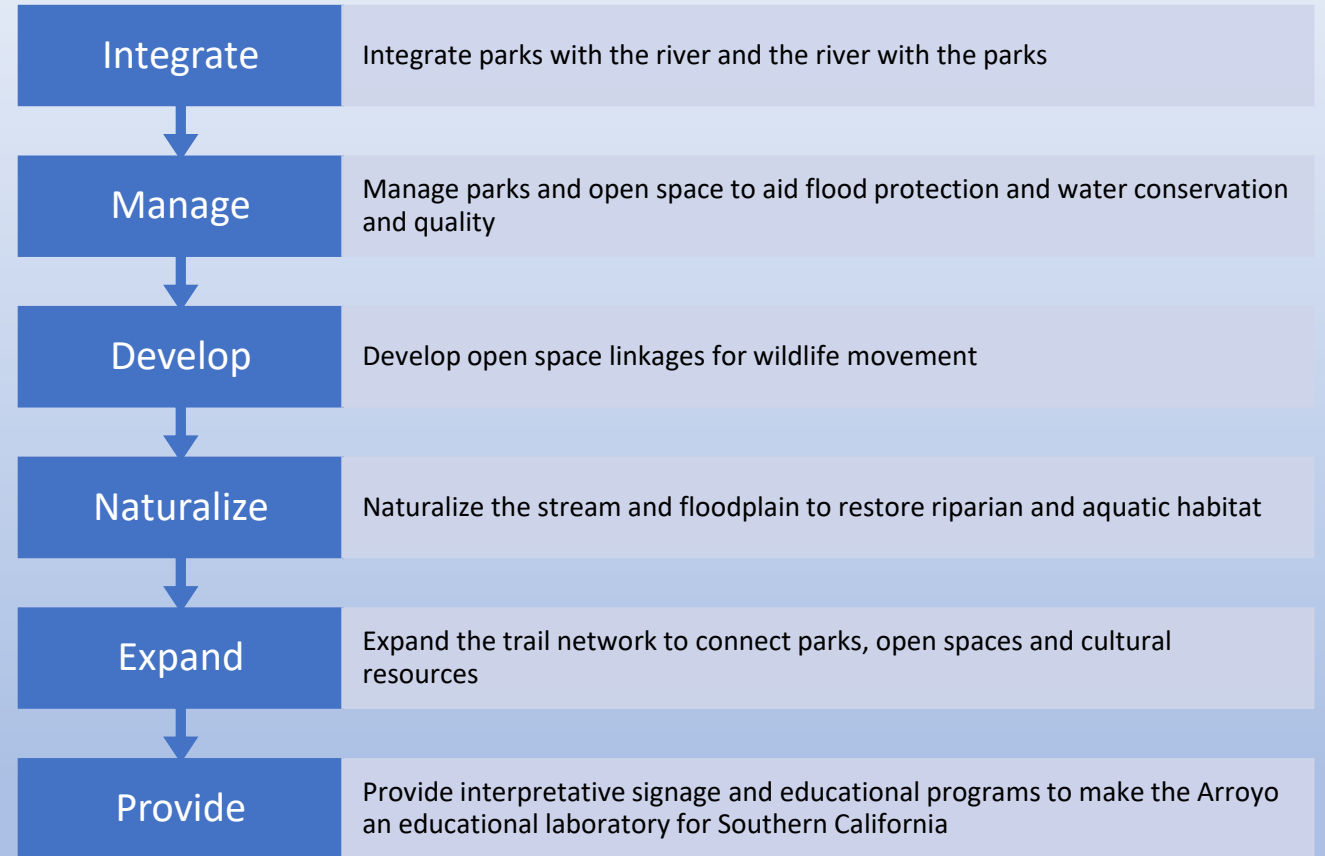 Integrate
Integrate parks with the river and the river with the parks
Manage
Manage parks and open space to aid flood protection and water conservation
and quality
Develop
Develop open space linkages for wildlife movement
Naturalize
Naturalize the stream and floodplain to restore riparian and aquatic habitat
Expand
Expand the trail network to connect parks, open spaces and cultural
resources
Provide
Provide interpretative signage and educational programs to make the Arroyo
an educational laboratory for Southern California